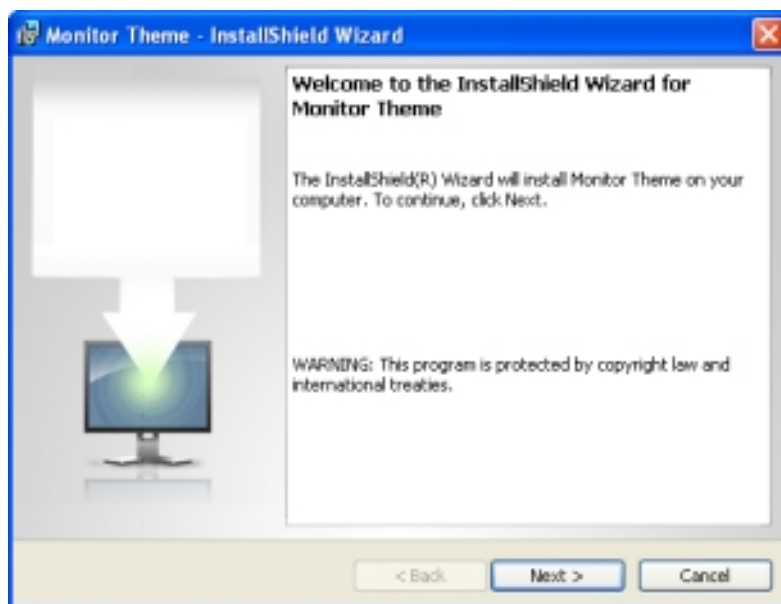 Monitor Theme - InstallShield Wizard
Welcome to the InstallShield Wizard for
Monitor Theme
The InstallShield(R) Wizard will install Monitor Theme on your
computer. To continue, click Next.
WARNING: This program is protected by copyright law and
international treaties.
< Back
Next >
Cancel